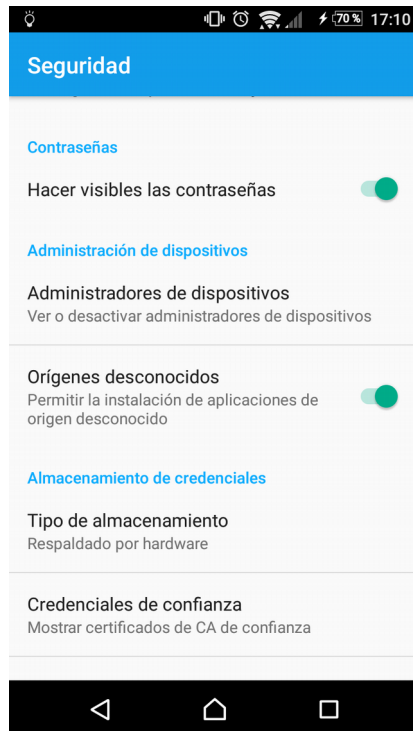 70 % 17:10
Seguridad
Contraseñas
Hacer visibles las contraseñas
Administración de dispositivos
Administradores de dispositivos
Ver o desactivar administradores de dispositivos
Orígenes desconocidos
Permitir la instalación de aplicaciones de
origen desconocido
Almacenamiento de credenciales
Tipo de almacenamiento
Respaldado por hardware
Credenciales de confianza
Mostrar certificados de CA de confianza